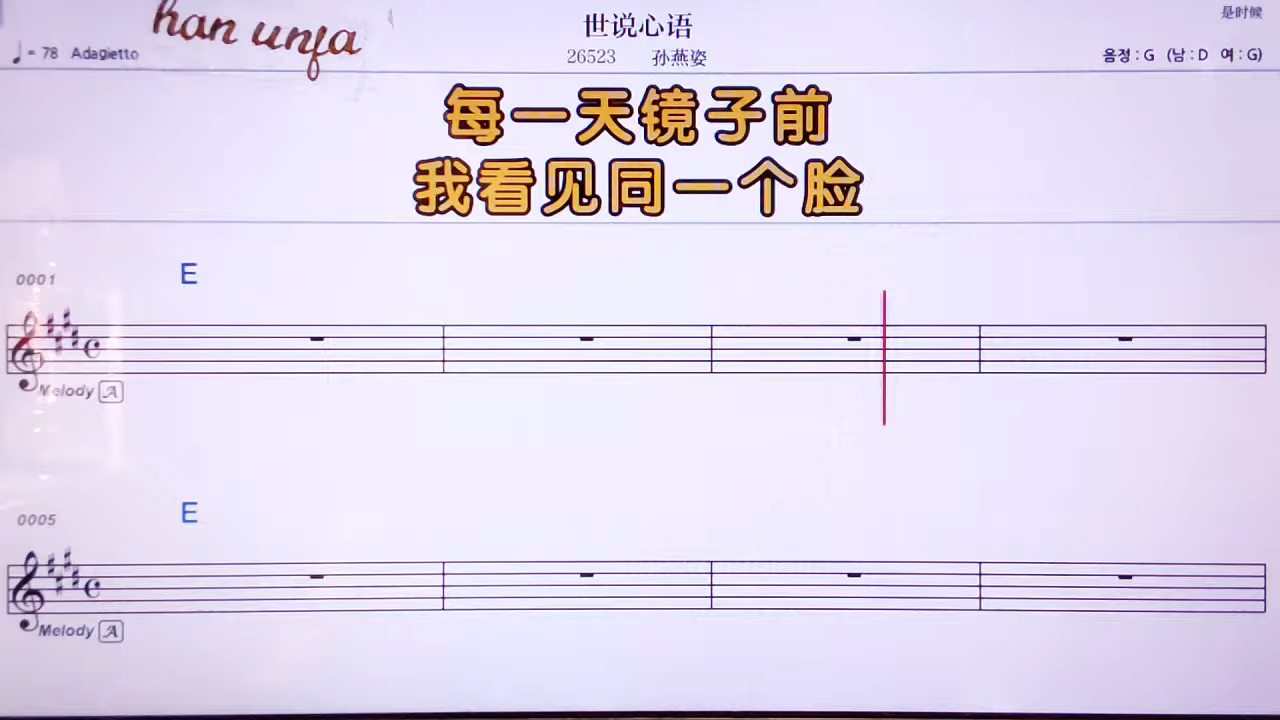 han unfa
世说心语
是时候
♩= 78 Adagietto
26523 孙燕姿
음정 : G (남 : D 여 : G)
每一天镜子前
我看见同一个脸
0001
E
Melody A
0005
E
Melody A